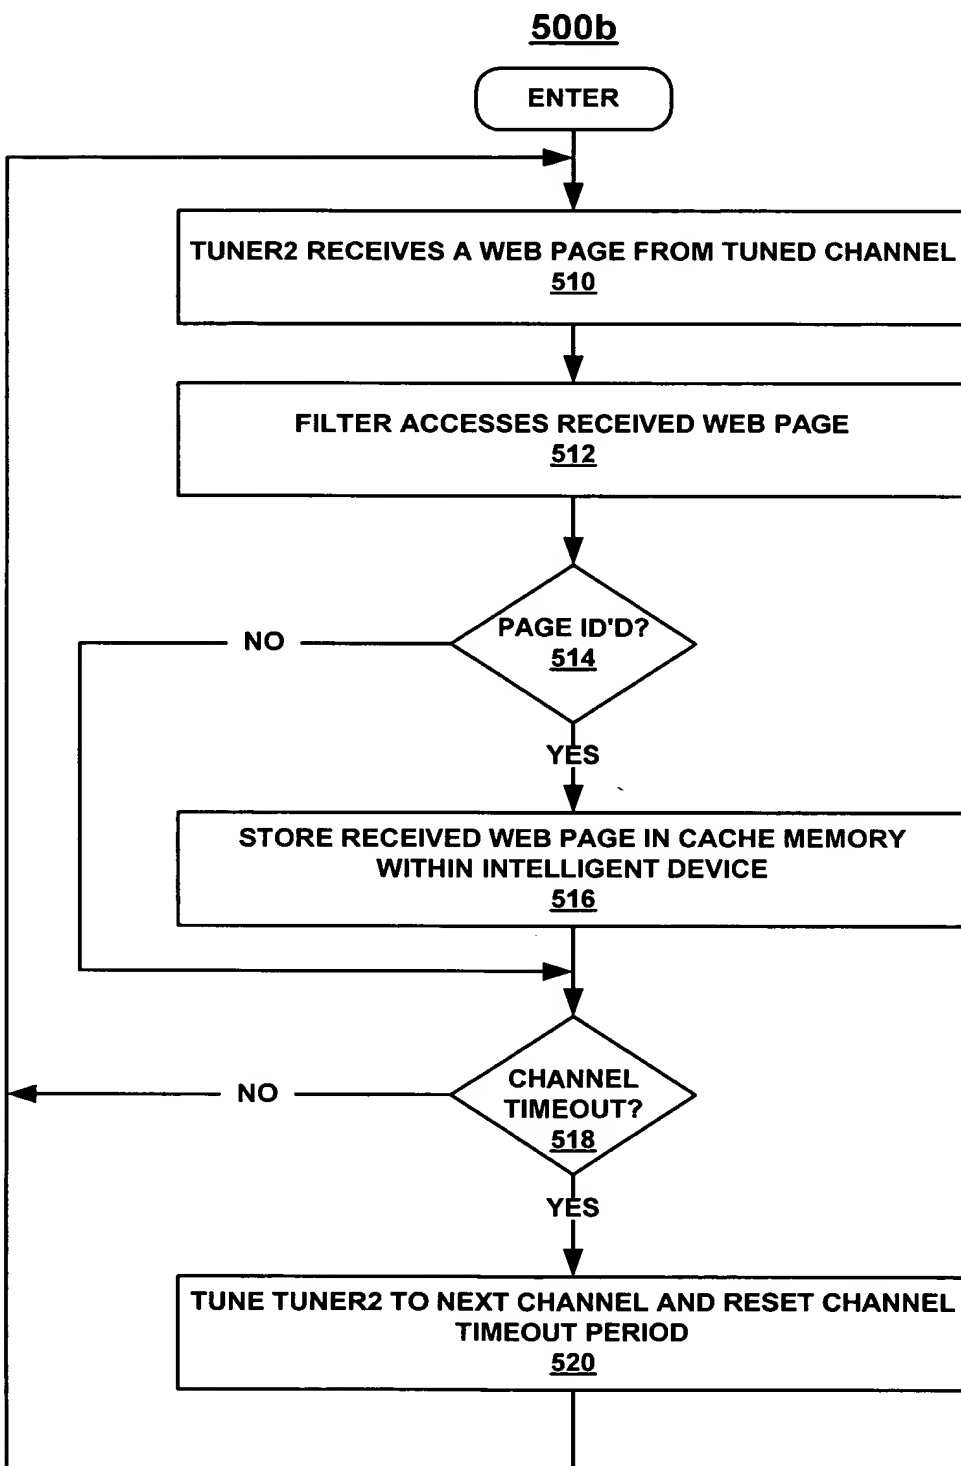 500b
ENTER
TUNER2 RECEIVES A WEB PAGE FROM TUNED CHANNEL
510
FILTER ACCESSES RECEIVED WEB PAGE
512
PAGE ID'D?
514
NO
YES
STORE RECEIVED WEB PAGE IN CACHE MEMORY
WITHIN INTELLIGENT DEVICE
516
CHANNEL
TIMEOUT?
518
NO
YES
TUNE TUNER2 TO NEXT CHANNEL AND RESET CHANNEL
TIMEOUT PERIOD
520